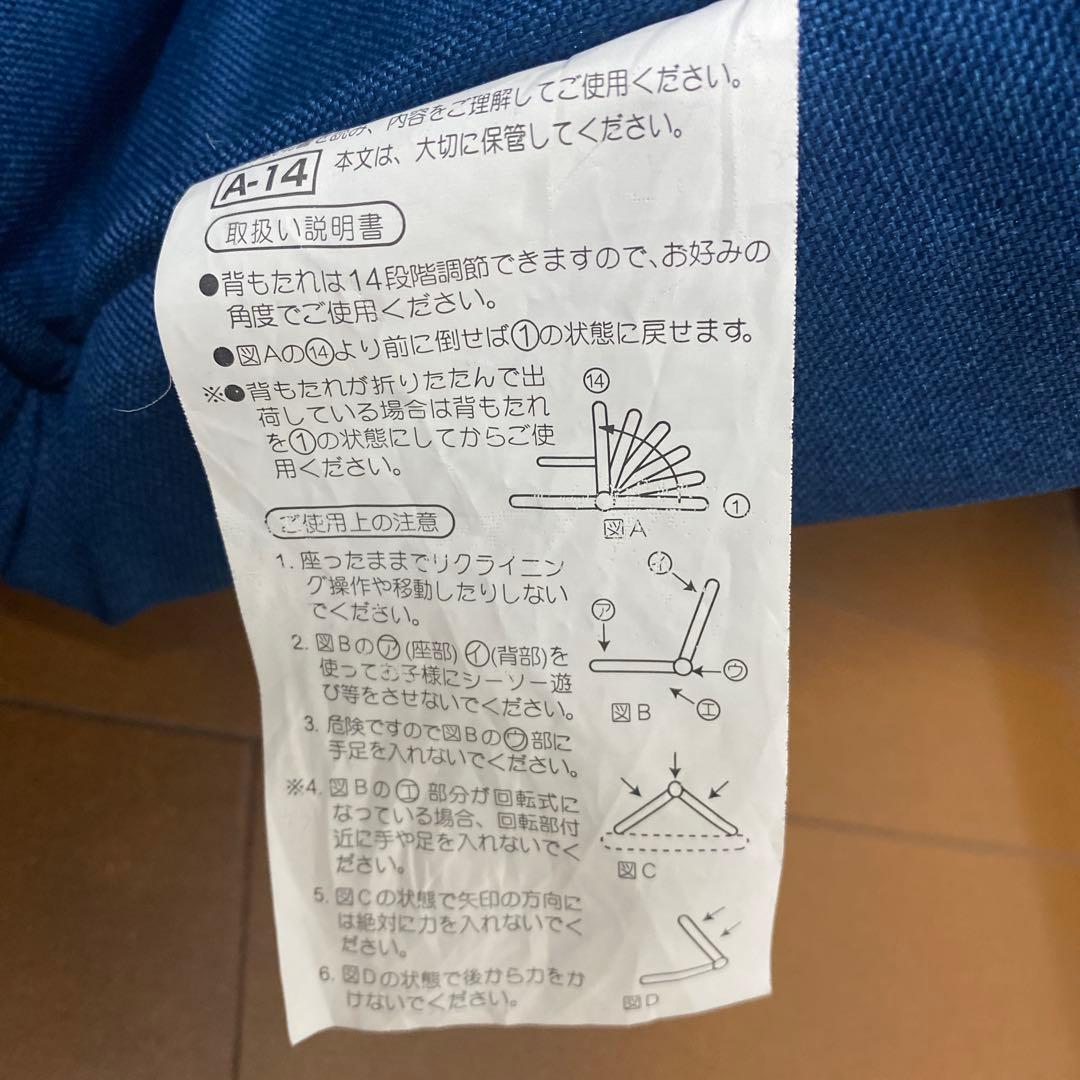 読み、内容をご理解してご使用ください。
A-14 本文は、大切に保管してください。
取扱い説明書
●背もたれは14段階調節できますので、お好みの
角度でご使用ください。
●図Aの⑭より前に倒せば①の状態に戻せます。
※●背もたれが折りたたんで出
荷している場合は背もたれ
を①の状態にしてからご使
用ください。
⑭
①
図A
ご使用上の注意
1. 座ったままでリクライニン
グ操作や移動したりしない
でください。
2. 図Bの㋐(座部)㋑(背部)を
使ってお子様にシーソー遊
び等をさせないでください。
3. 危険ですので図Bの㋒部に
手足を入れないでください。
※4. 図Bの㋓部分が回転式に
なっている場合、回転部付
近に手や足を入れないでく
ださい。
5. 図Cの状態で矢印の方向に
は絶対に力を入れないでく
ださい。
6. 図Dの状態で後から力をか
けないでください。
㋑
㋐
㋒
㋓
図B
図C
図D